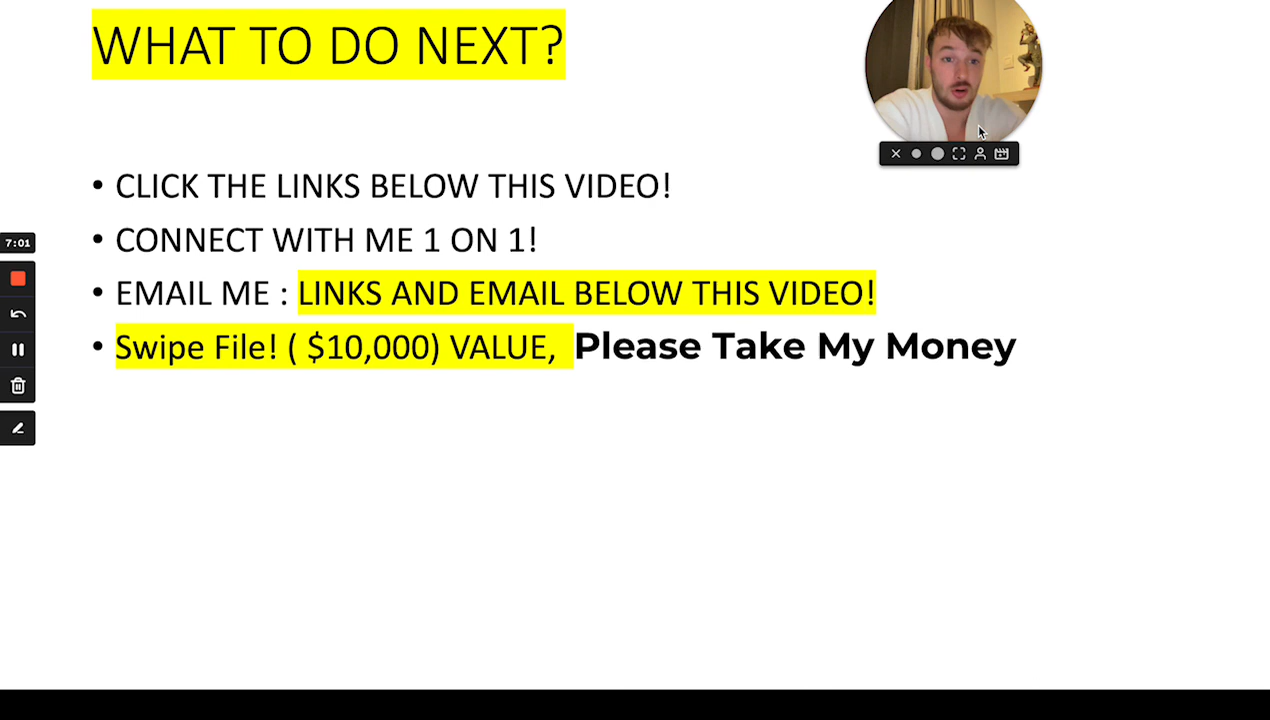 WHAT TO DO NEXT?
• CLICK THE LINKS BELOW THIS VIDEO!
• CONNECT WITH ME 1 ON 1!
7:01
• EMAIL ME : LINKS AND EMAIL BELOW THIS VIDEO!
• Swipe File! ( $10,000) VALUE, Please Take My Money